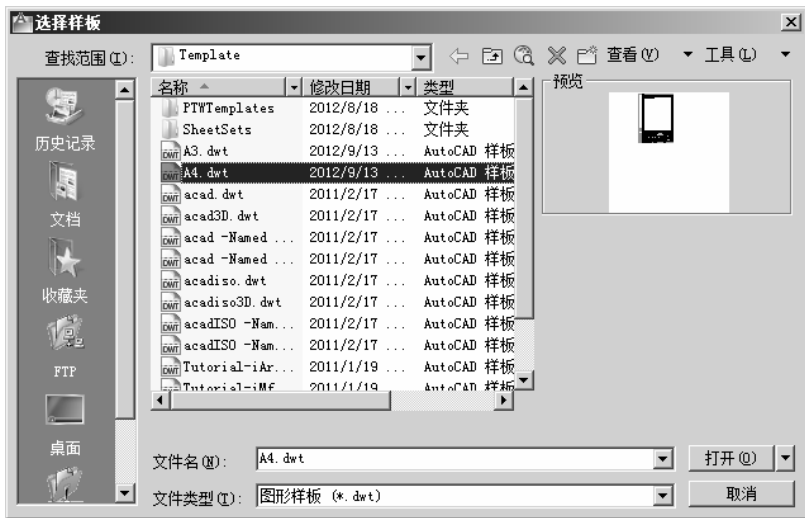 选择样板
查找范围(I): Template 查看(V) 工具(L)
名称 修改日期 类型 预览
PTWTemplates 2012/8/18 ... 文件夹
SheetSets 2012/8/18 ... 文件夹
A3.dwt 2012/9/13 ... AutoCAD 样板
A4.dwt 2012/9/13 ... AutoCAD 样板
acad.dwt 2011/2/17 ... AutoCAD 样板
acad3D.dwt 2011/2/17 ... AutoCAD 样板
acad -Named ... 2011/2/17 ... AutoCAD 样板
acad -Named ... 2011/2/17 ... AutoCAD 样板
acadiso.dwt 2011/2/17 ... AutoCAD 样板
acadiso3D.dwt 2011/2/17 ... AutoCAD 样板
acadISO -Nam... 2011/2/17 ... AutoCAD 样板
acadISO -Nam... 2011/2/17 ... AutoCAD 样板
Tutorial-iAr... 2011/1/19 ... AutoCAD 样板
Tutorial-iMf 2011/1/19 AutoCAD 样板
历史记录
文档
收藏夹
FTP
桌面
文件名(N): A4.dwt 打开(O)
文件类型(T): 图形样板 (*.dwt) 取消